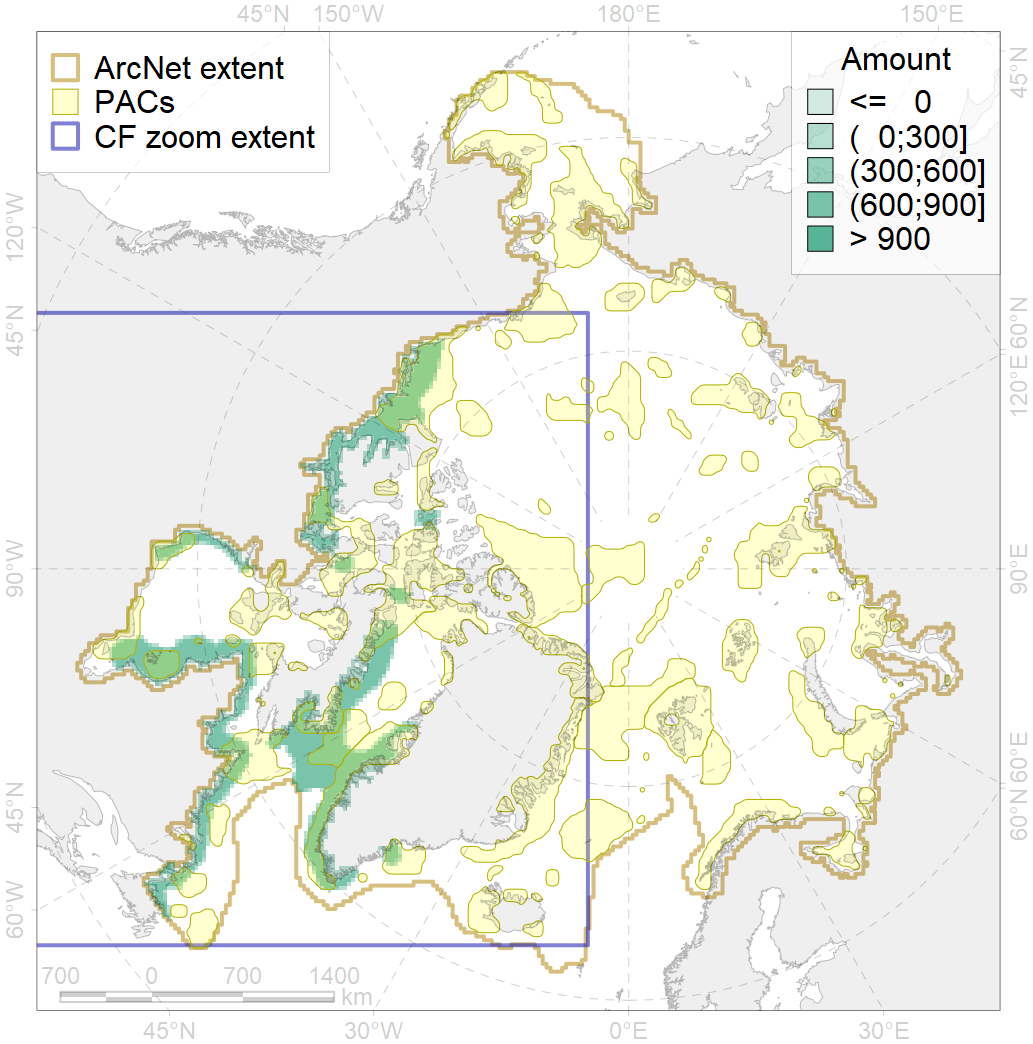 45°N 150°W 180°E 150°E
ArcNet extent
PACs
CF zoom extent
Amount
<= 0
( 0;300]
(300;600]
(600;900]
> 900
45°N
120°W
45°N
90°W
45°N
60°W
60°N
120°E
90°E
60°N
60°E
700 0 700 1400
km
45°N 30°W 0°E 30°E